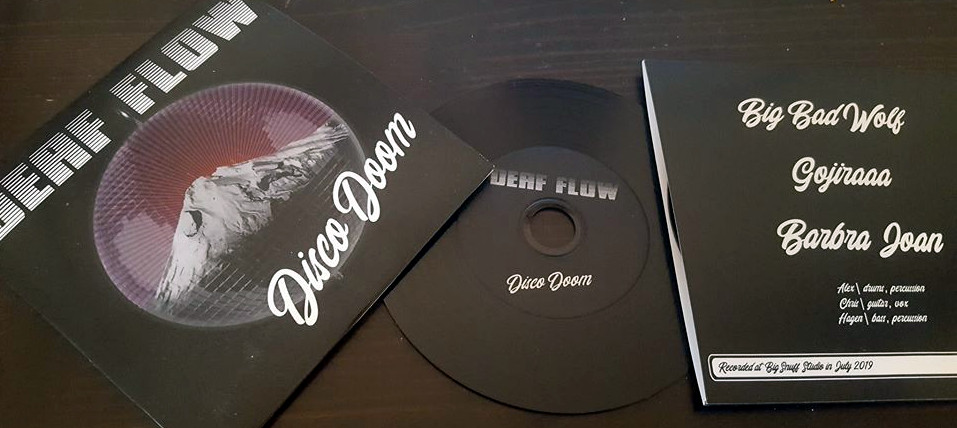 DEAF FLOW
Disco Doom
DEAF FLOW
Disco Doom
Big Bad Wolf
Gojiraaa
Barbra Joan
Alex \ drums, percussion
Chris \ guitar, vox
Hagen \ bass, percussion
Recorded at Big Snuff Studio in July 2019